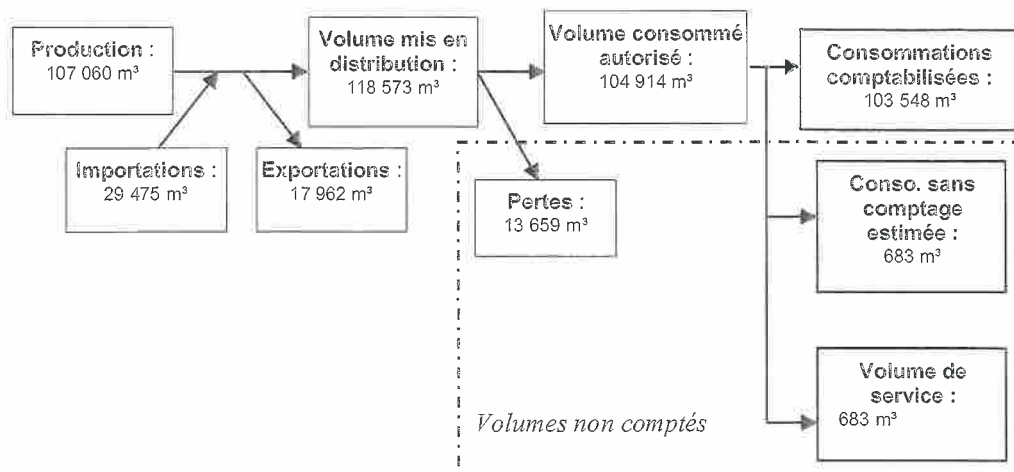 Production :
107 060 m³
Volume mis en
distribution :
118 573 m³
Volume consommé
autorisé :
104 914 m³
Consommations
comptabilisées :
103 548 m³
Importations :
29 475 m³
Exportations :
17 962 m³
Pertes :
13 659 m³
Conso. sans
comptage
estimée :
683 m³
Volume de
service :
683 m³
Volumes non comptés